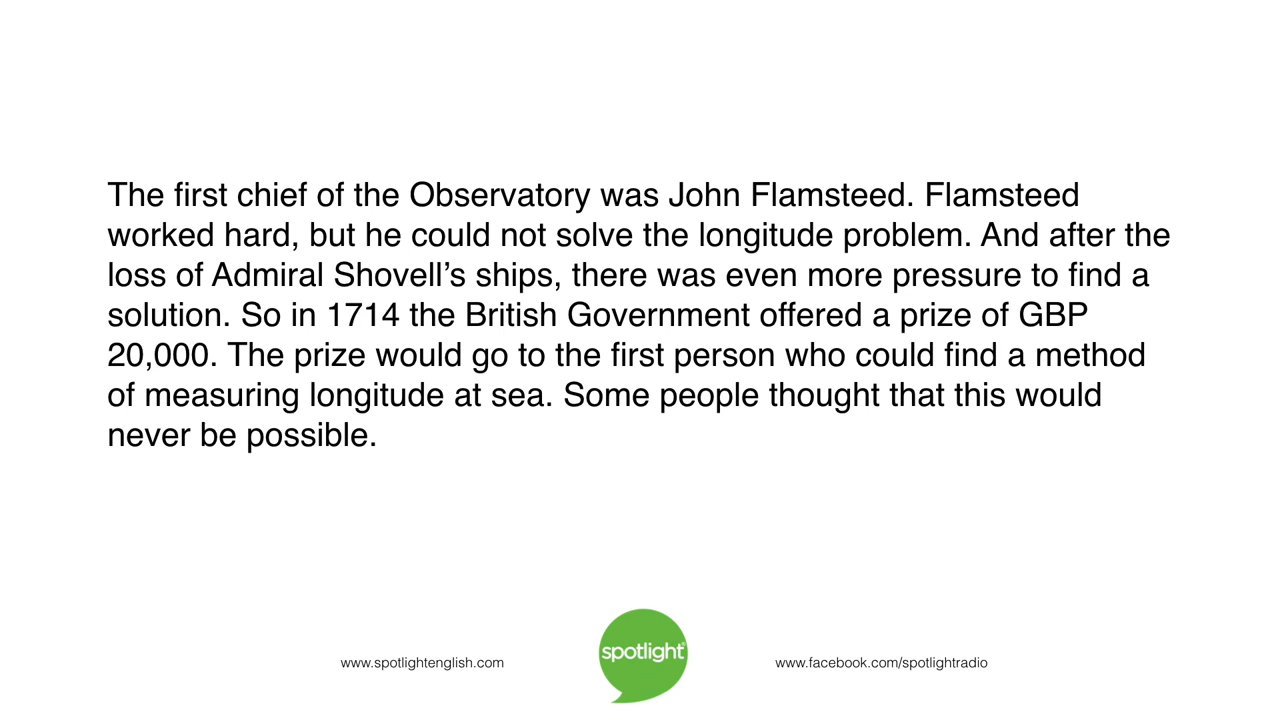 The first chief of the Observatory was John Flamsteed. Flamsteed
worked hard, but he could not solve the longitude problem. And after the
loss of Admiral Shovell’s ships, there was even more pressure to find a
solution. So in 1714 the British Government offered a prize of GBP
20,000. The prize would go to the first person who could find a method
of measuring longitude at sea. Some people thought that this would
never be possible.
www.spotlightenglish.com
spotlight®
www.facebook.com/spotlightradio